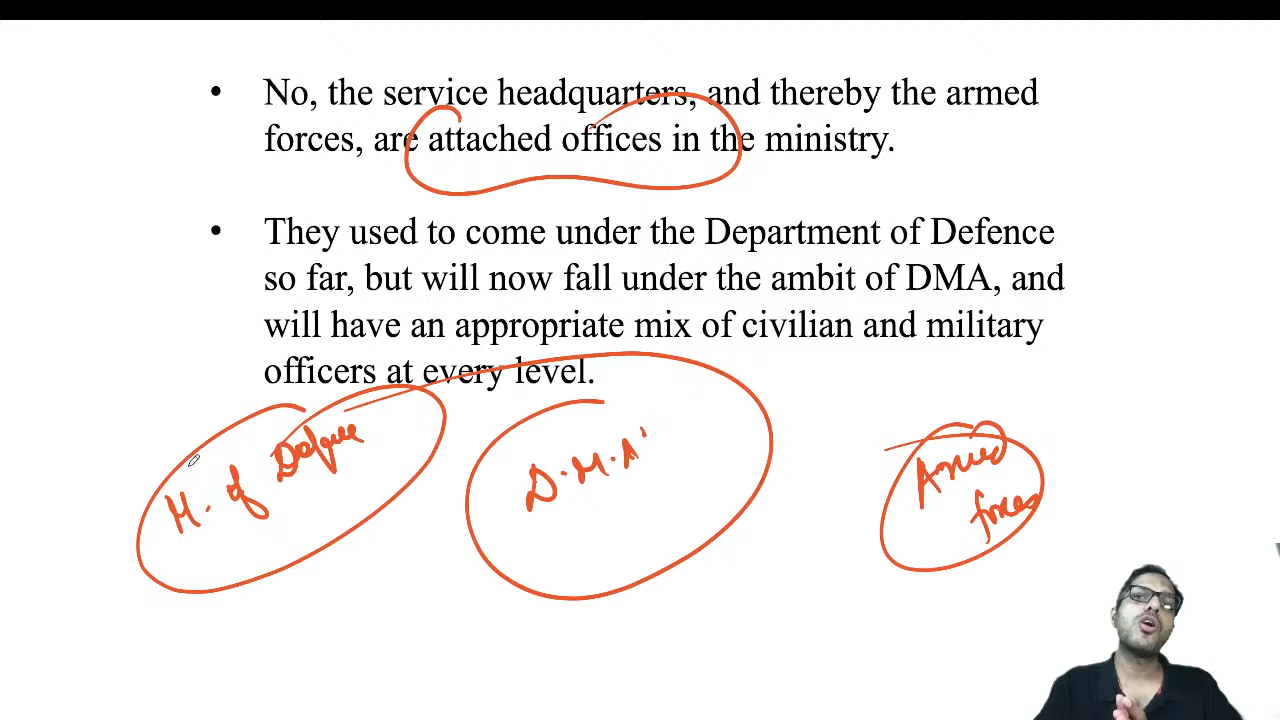 • No, the service headquarters, and thereby the armed
forces, are attached offices in the ministry.
• They used to come under the Department of Defence
so far, but will now fall under the ambit of DMA, and
will have an appropriate mix of civilian and military
officers at every level.
M. of Defence
D.M.A
Armed
forces